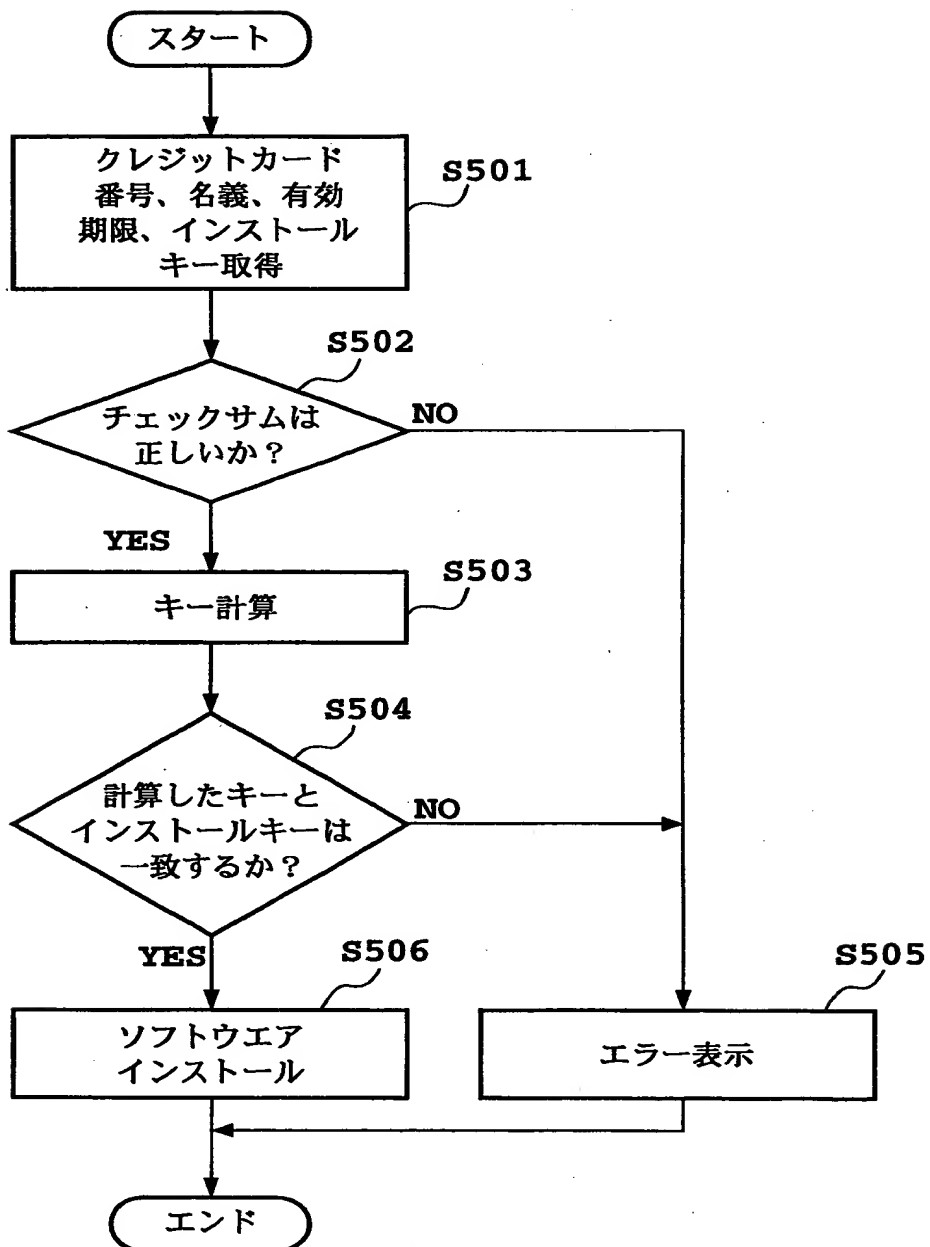 スタート
クレジットカード
番号、名義、有効
期限、インストール
キー取得
S501
S502
チェックサムは
正しいか?
NO
YES
S503
キー計算
S504
計算したキーと
インストールキーは
一致するか?
NO
YES
S506
S505
ソフトウエア
インストール
エラー表示
エンド